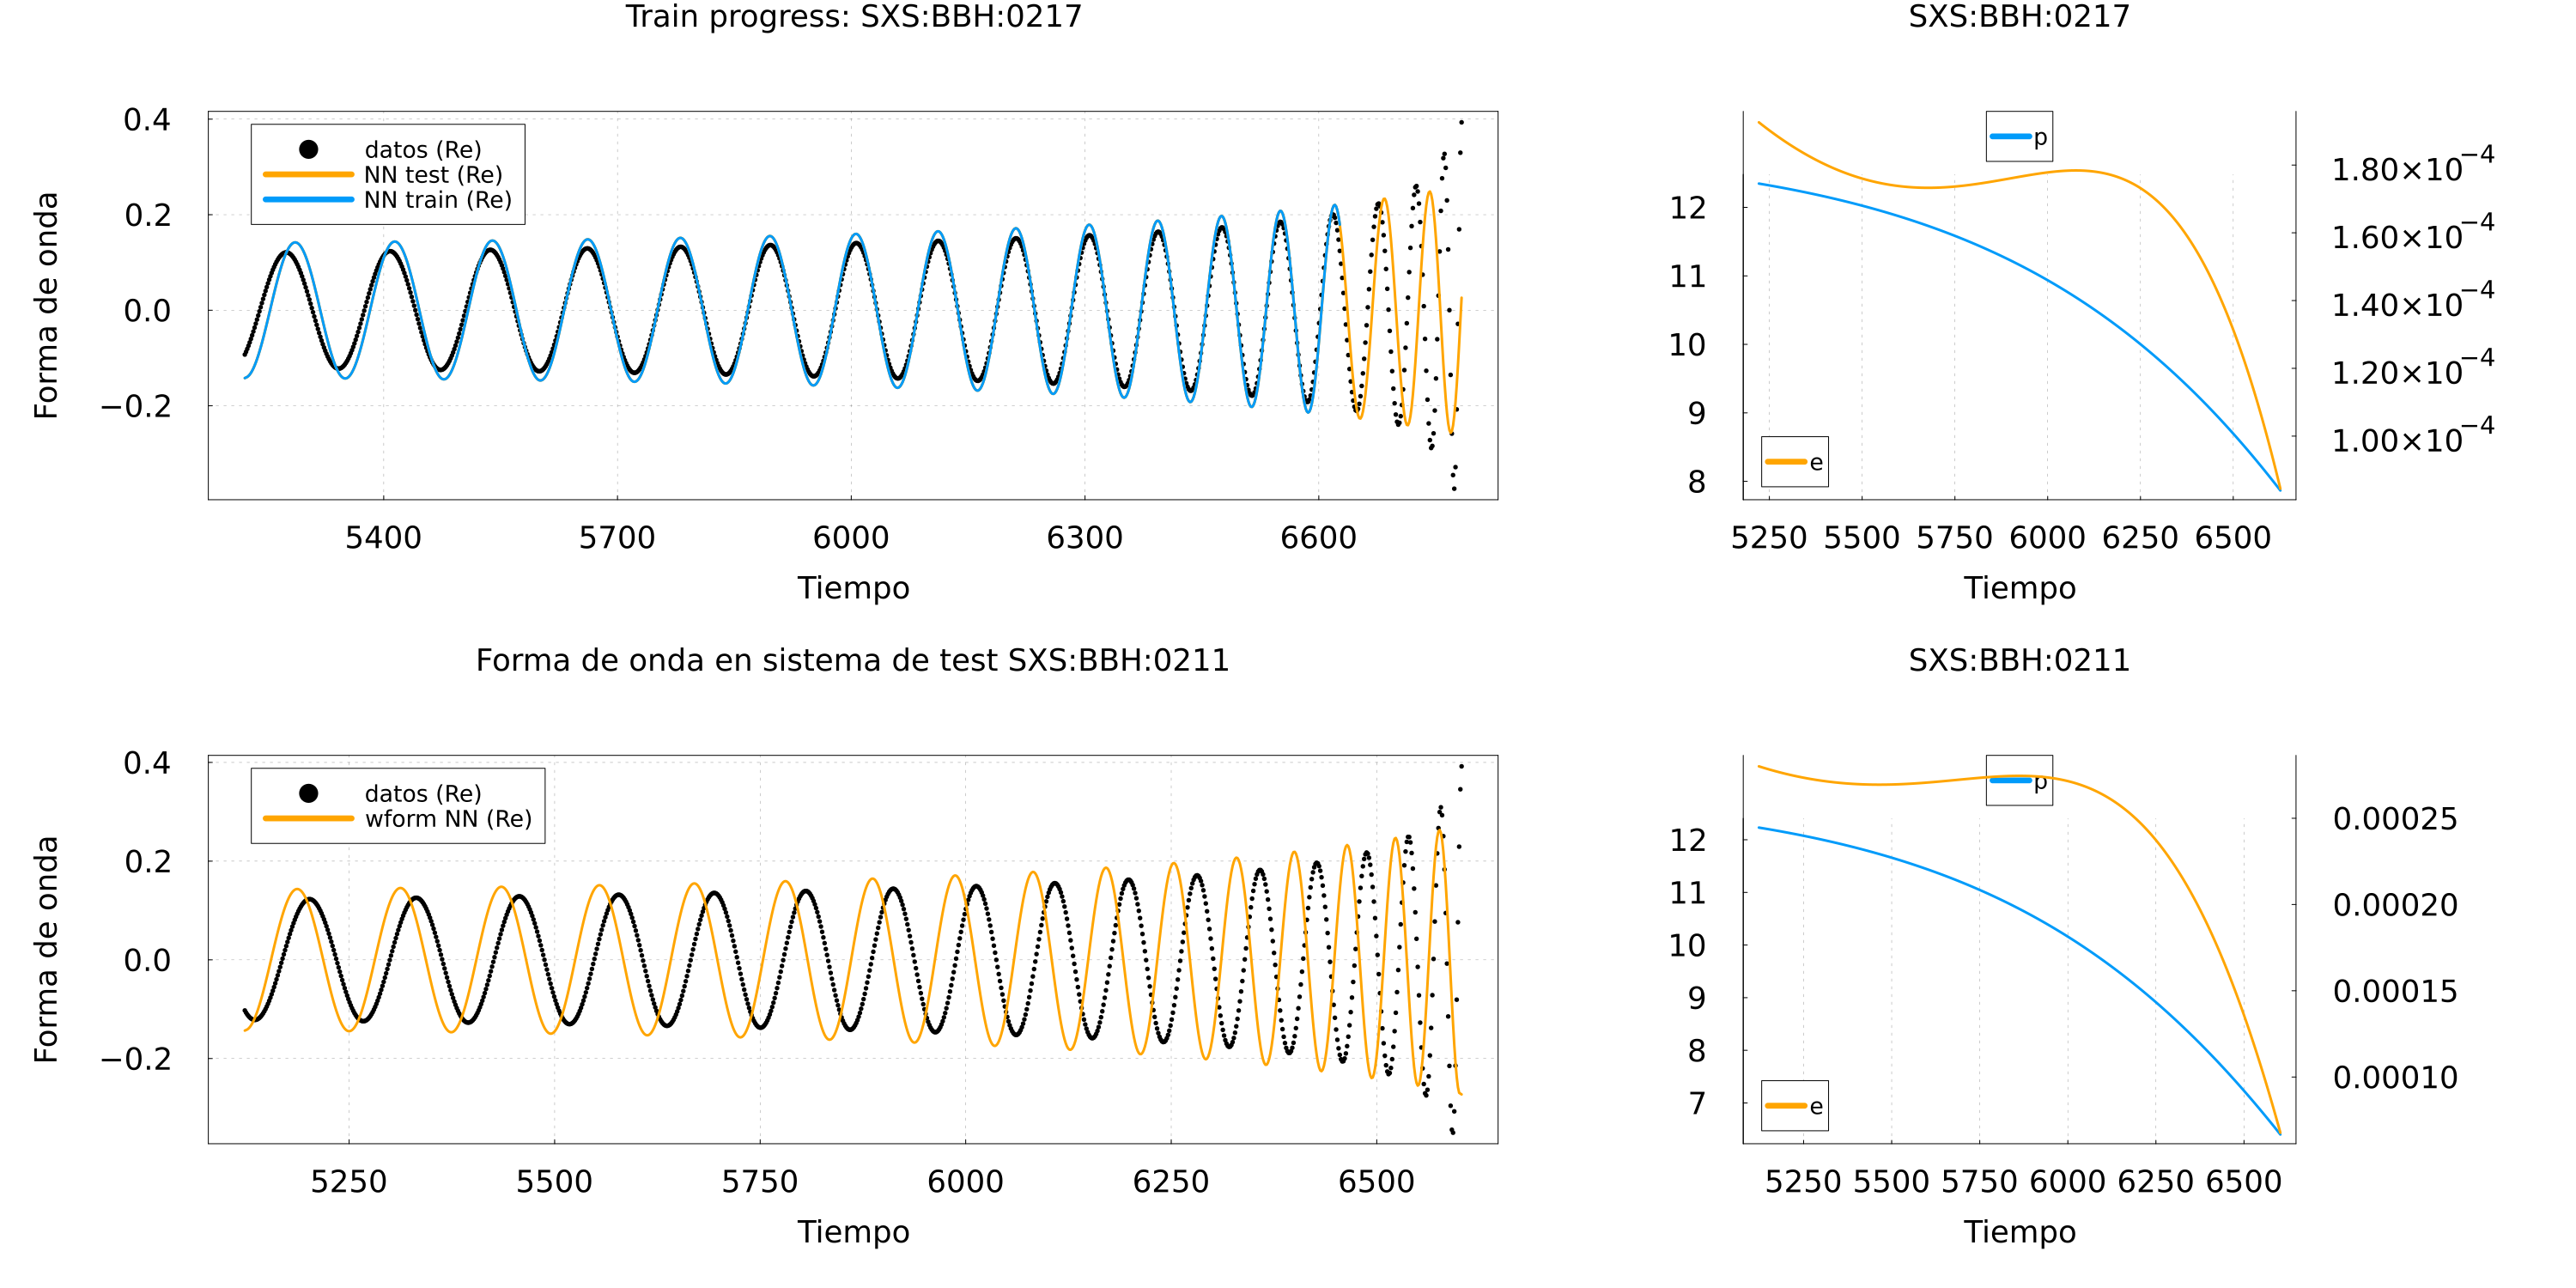 Train progress: SXS:BBH:0217
0.4
0.2
0.0
−0.2
Forma de onda
datos (Re)
NN test (Re)
NN train (Re)
5400 5700 6000 6300 6600
Tiempo
SXS:BBH:0217
12
11
10
9
8
p
e
1.80×10−4
1.60×10−4
1.40×10−4
1.20×10−4
1.00×10−4
5250 5500 5750 6000 6250 6500
Tiempo
Forma de onda en sistema de test SXS:BBH:0211
0.4
0.2
0.0
−0.2
Forma de onda
datos (Re)
wform NN (Re)
5250 5500 5750 6000 6250 6500
Tiempo
SXS:BBH:0211
12
11
10
9
8
7
p
e
0.00025
0.00020
0.00015
0.00010
5250 5500 5750 6000 6250 6500
Tiempo